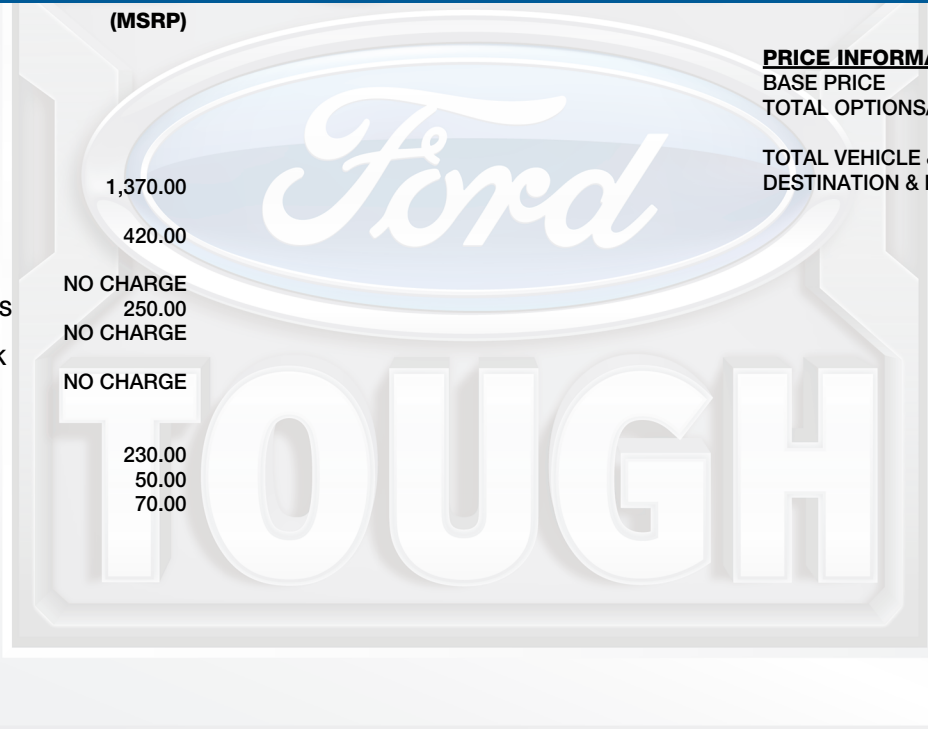 (MSRP)
1,370.00
420.00
NO CHARGE
S 250.00
NO CHARGE
K
NO CHARGE
230.00
50.00
70.00
PRICE INFORMA
BASE PRICE
TOTAL OPTIONS
TOTAL VEHICLE
DESTINATION &
Ford
TOUGH